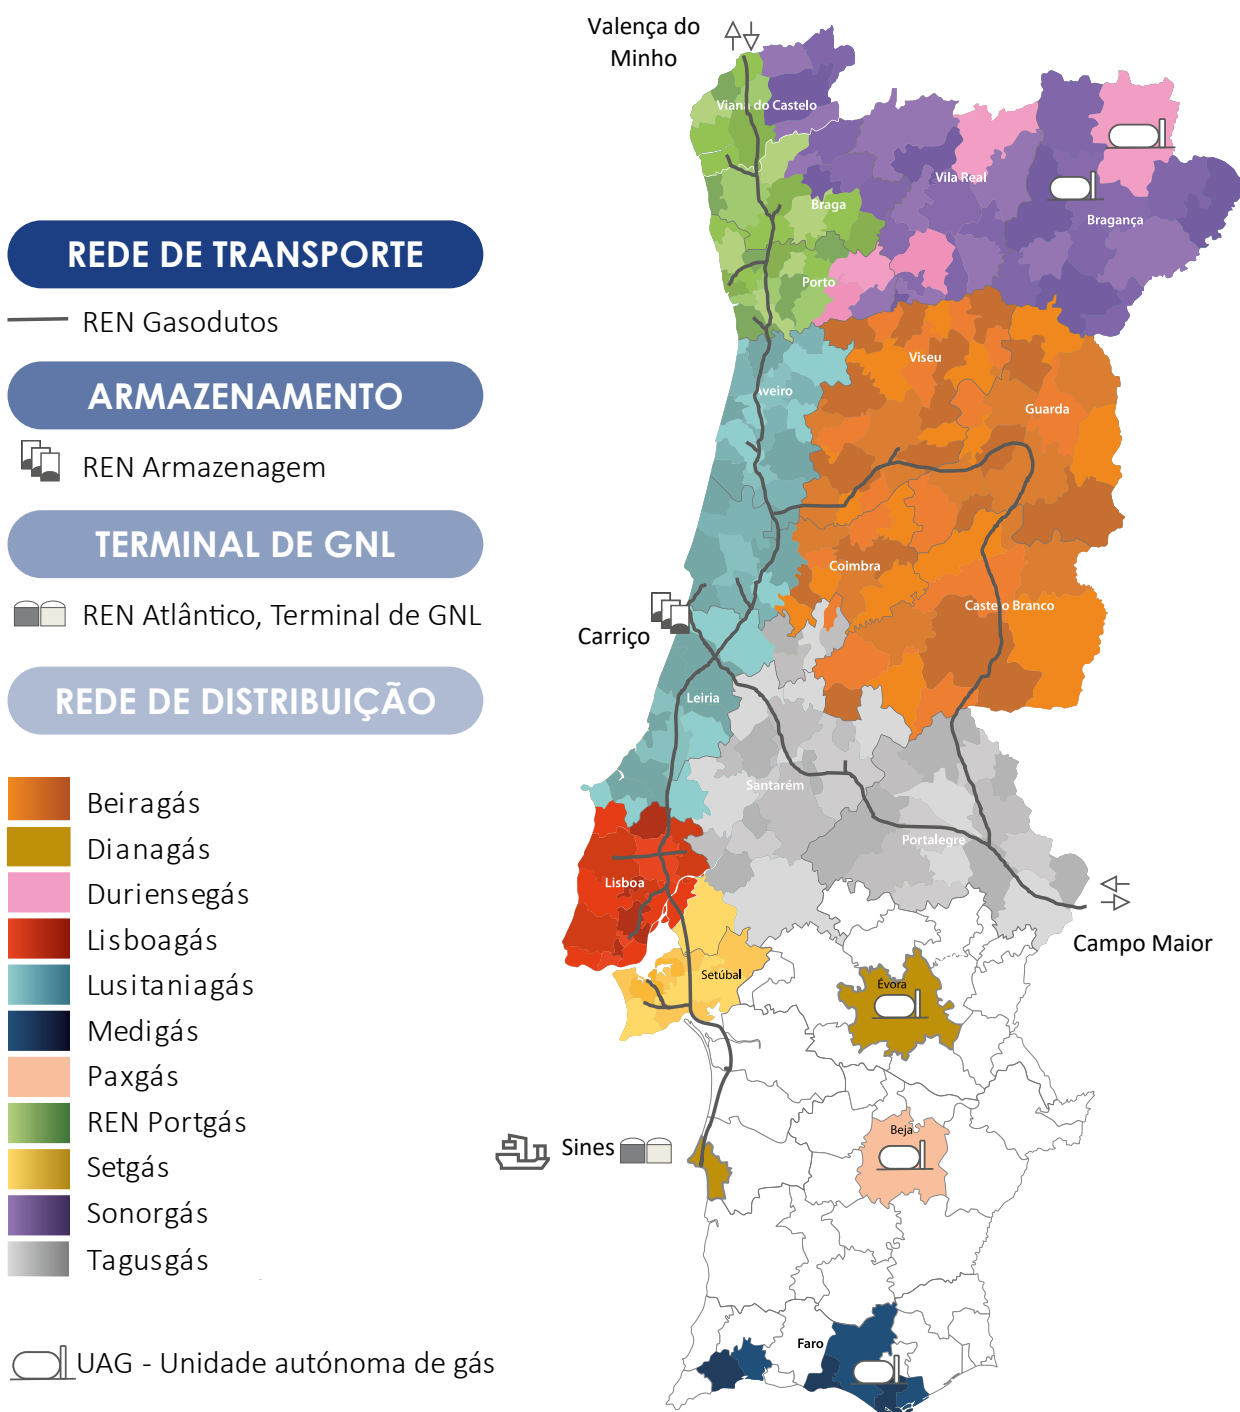 Valença do
Minho
Viana do Castelo
Vila Real
Braga
Bragança
REDE DE TRANSPORTE
Porto
REN Gasodutos
Viseu
ARMAZENAMENTO
Aveiro
Guarda
REN Armazenagem
TERMINAL DE GNL
Coimbra
REN Atlântico, Terminal de GNL
Castelo Branco
Carriço
REDE DE DISTRIBUIÇÃO
Leiria
Santarém
Beiragás
Dianagás
Portalegre
Duriensegás
Lisboa
Lisboagás
Campo Maior
Setúbal
Évora
Lusitaniagás
Medigás
Paxgás
REN Portgás
Beja
Sines
Setgás
Sonorgás
Tagusgás
Faro
UAG - Unidade autónoma de gás